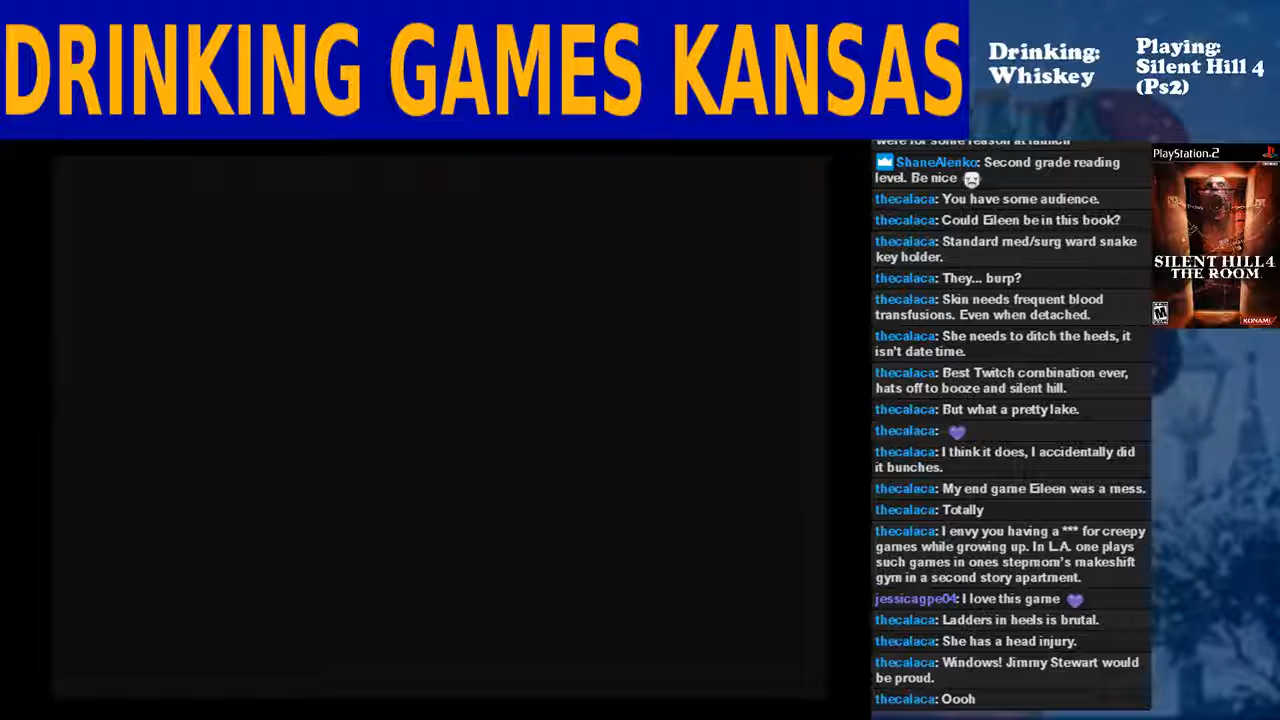 DRINKING GAMES KANSAS
Drinking:
Whiskey
Playing:
Silent Hill 4
(Ps2)
were for some reason at launch
ShaneAlenko: Second grade reading
level. Be nice
thecalaca: You have some audience.
thecalaca: Could Eileen be in this book?
thecalaca: Standard med/surg ward snake
key holder.
thecalaca: They... burp?
thecalaca: Skin needs frequent blood
transfusions. Even when detached.
thecalaca: She needs to ditch the heels, it
isn't date time.
thecalaca: Best Twitch combination ever,
hats off to booze and silent hill.
thecalaca: But what a pretty lake.
thecalaca:
thecalaca: I think it does, I accidentally did
it bunches.
thecalaca: My end game Eileen was a mess.
thecalaca: Totally
thecalaca: I envy you having a *** for creepy
games while growing up. In L.A. one plays
such games in ones stepmom's makeshift
gym in a second story apartment.
jessicagpe04: I love this game
thecalaca: Ladders in heels is brutal.
thecalaca: She has a head injury.
thecalaca: Windows! Jimmy Stewart would
be proud.
thecalaca: Oooh
PlayStation.2
SILENT HILL 4
THE ROOM
M
KONAMI